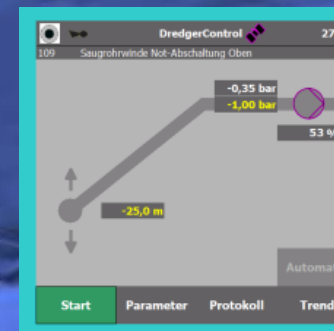 DredgerControl 27
109 Saugrohrwinde Not-Abschaltung Oben
-0,35 bar
-1,00 bar
53 %
-25,0 m
Automat
Start Parameter Protokoll Trend